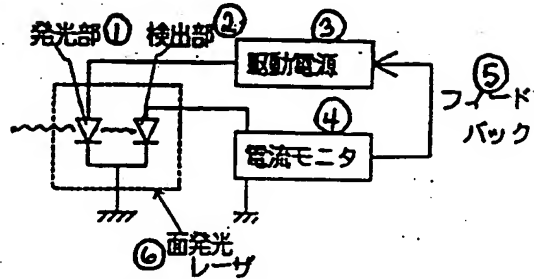 発光部① 検出部② ③
駆動電源
④
電流モニタ
⑤
フィード
バック
⑥面発光
レーザ